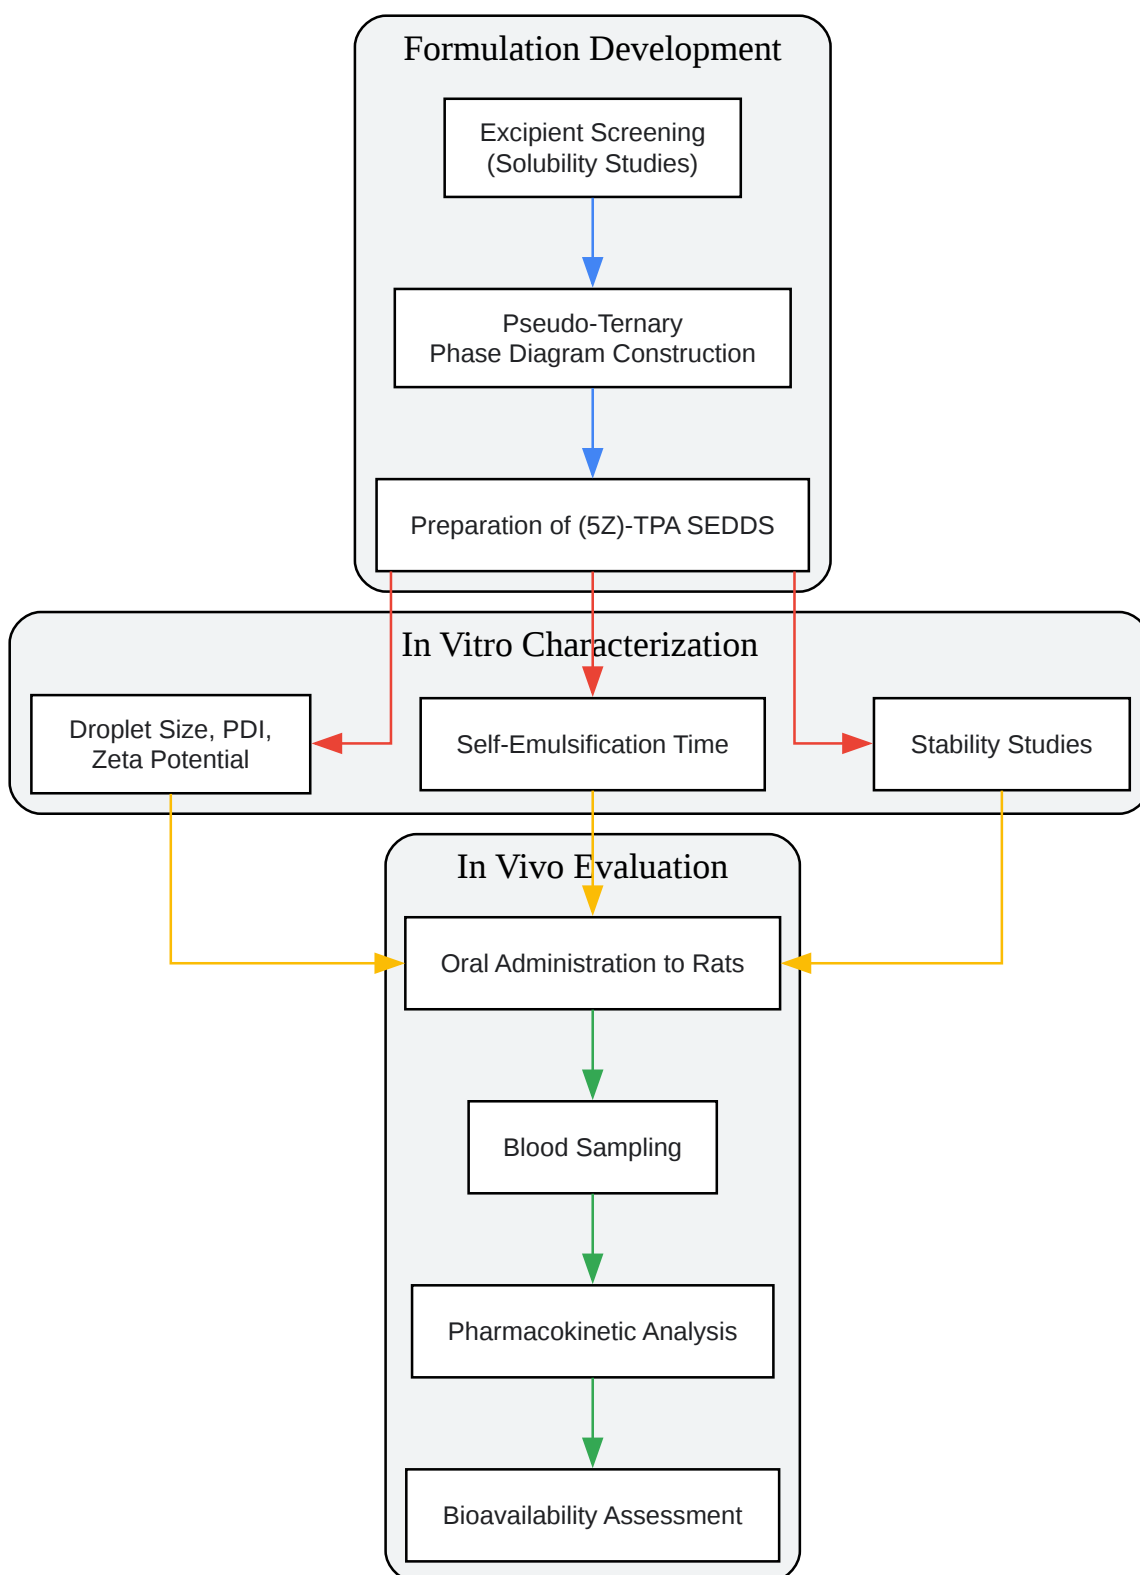 Formulation Development
Excipient Screening
(Solubility Studies)
Pseudo-Ternary
Phase Diagram Construction
Preparation of (5Z)-TPA SEDDS
In Vitro Characterization
Droplet Size, PDI,
Zeta Potential
Self-Emulsification Time
Stability Studies
In Vivo Evaluation
Oral Administration to Rats
Blood Sampling
Pharmacokinetic Analysis
Bioavailability Assessment